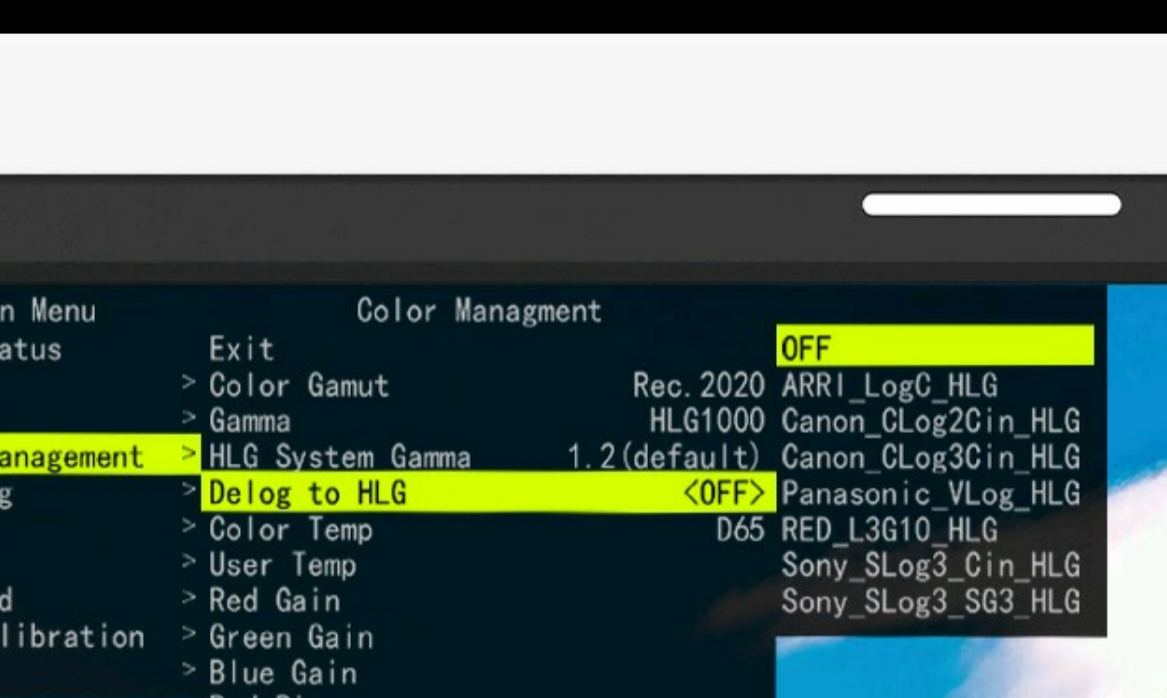 n Menu
Color Managment
atus
Exit
> Color Gamut Rec.2020
> Gamma HLG1000
anagement > HLG System Gamma 1.2(default)
g > Delog to HLG <OFF>
> Color Temp D65
> User Temp
d > Red Gain
libration > Green Gain
> Blue Gain
OFF
ARRI_LogC_HLG
Canon_CLog2Cin_HLG
Canon_CLog3Cin_HLG
Panasonic_VLog_HLG
RED_L3G10_HLG
Sony_SLog3_Cin_HLG
Sony_SLog3_SG3_HLG